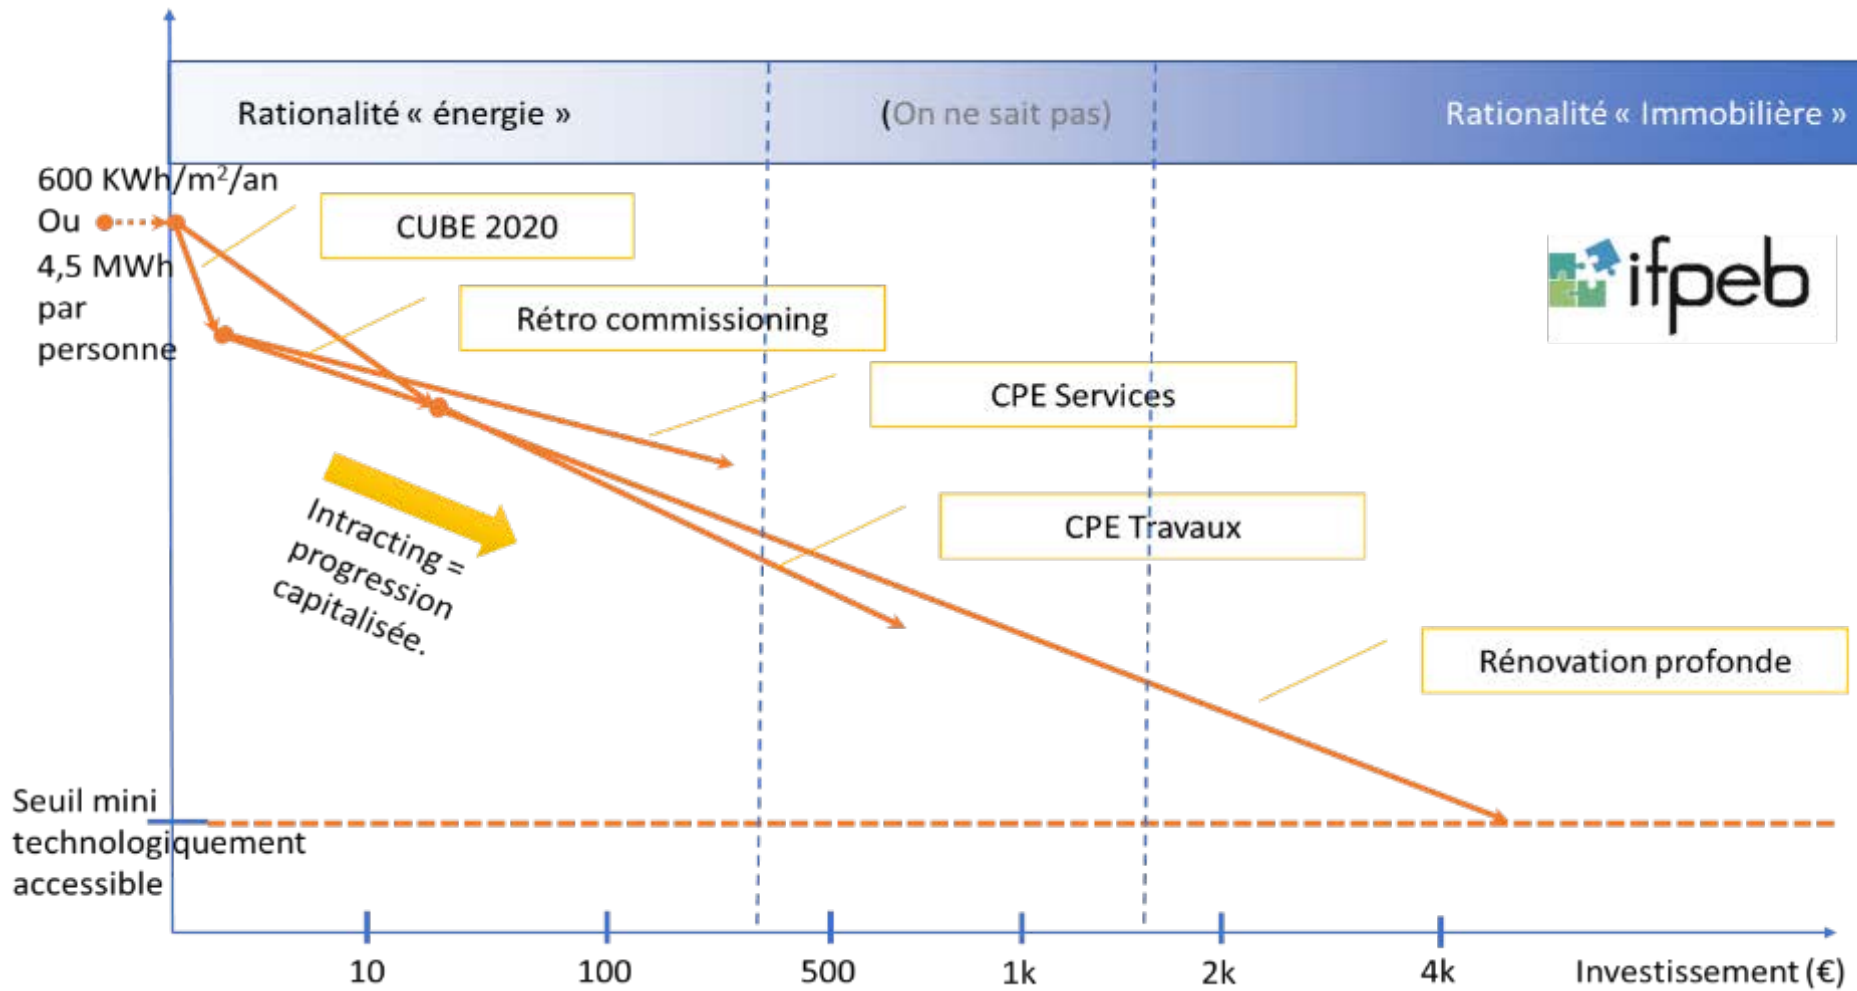 Rationalité « énergie »
(On ne sait pas)
Rationalité « Immobilière »
600 KWh/m²/an
Ou
4,5 MWh
par
personne
CUBE 2020
Rétro commissioning
CPE Services
CPE Travaux
Rénovation profonde
ifpeb
Intracting =
progression
capitalisée.
Seuil mini
technologiquement
accessible
10
100
500
1k
2k
4k
Investissement (€)